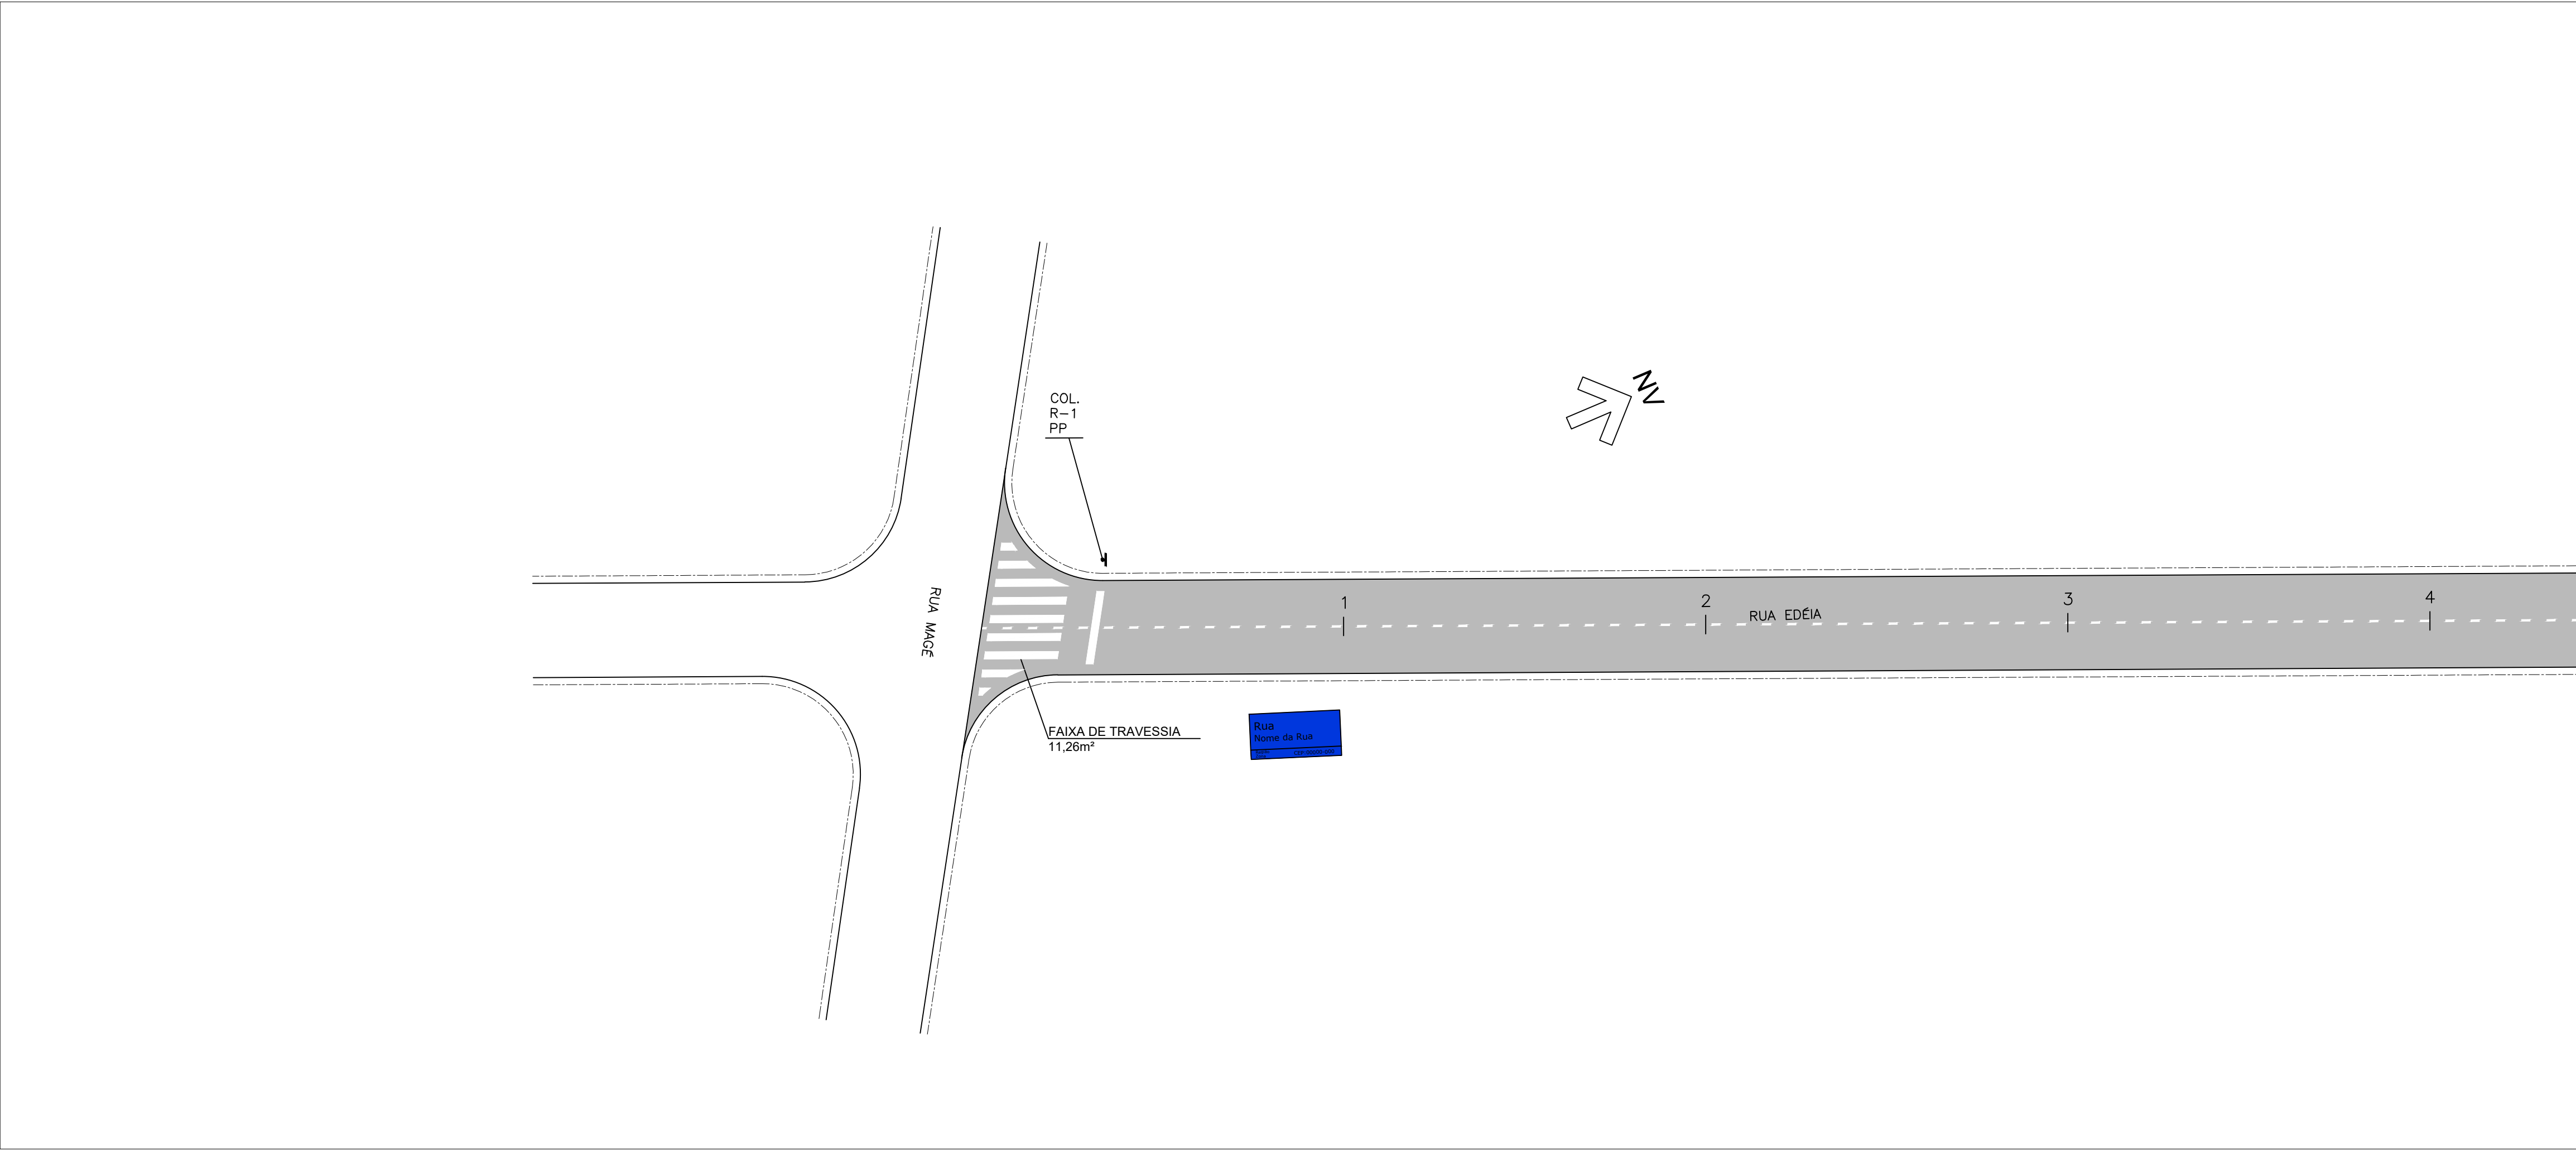 COL.
R-1
PP
NV
1
2
3
4
RUA EDÉIA
RUA MAGÉ
FAIXA DE TRAVESSIA
11,26m²
Rua
Nome da Rua